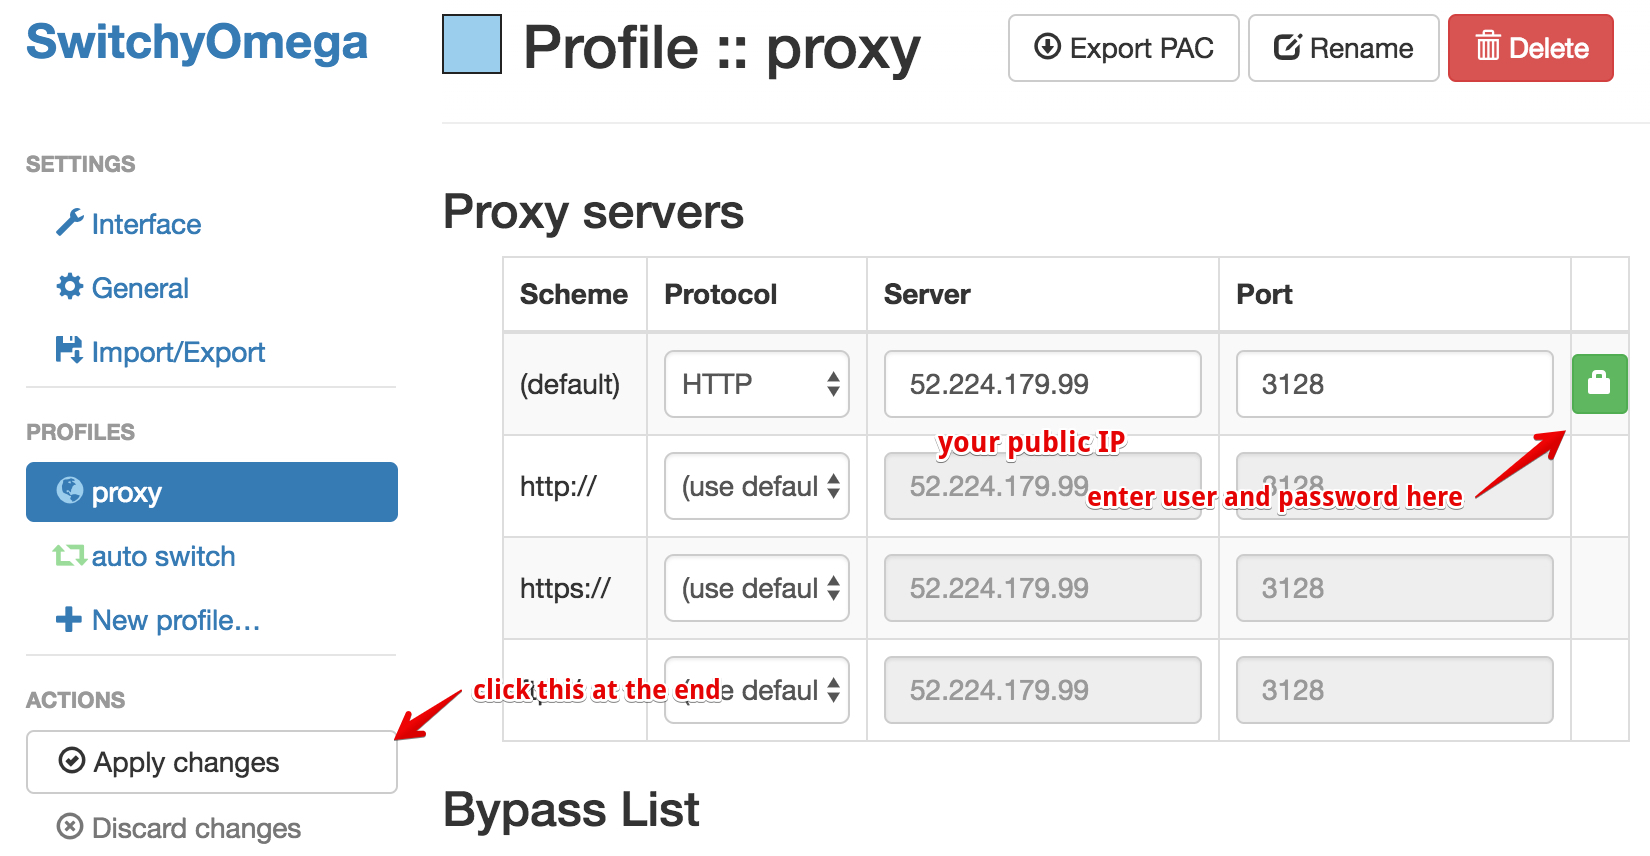 SwitchyOmega
Profile :: proxy
Export PAC
Rename
Delete
SETTINGS
Interface
General
Import/Export
PROFILES
proxy
auto switch
New profile...
ACTIONS
Apply changes
Discard changes
Proxy servers
Scheme Protocol Server Port
(default) HTTP 52.224.179.99 3128
your public IP
http:// (use defaul 52.224.179.99 3128
enter user and password here
https:// (use defaul 52.224.179.99 3128
click this at the end
defaul 52.224.179.99 3128
Bypass List